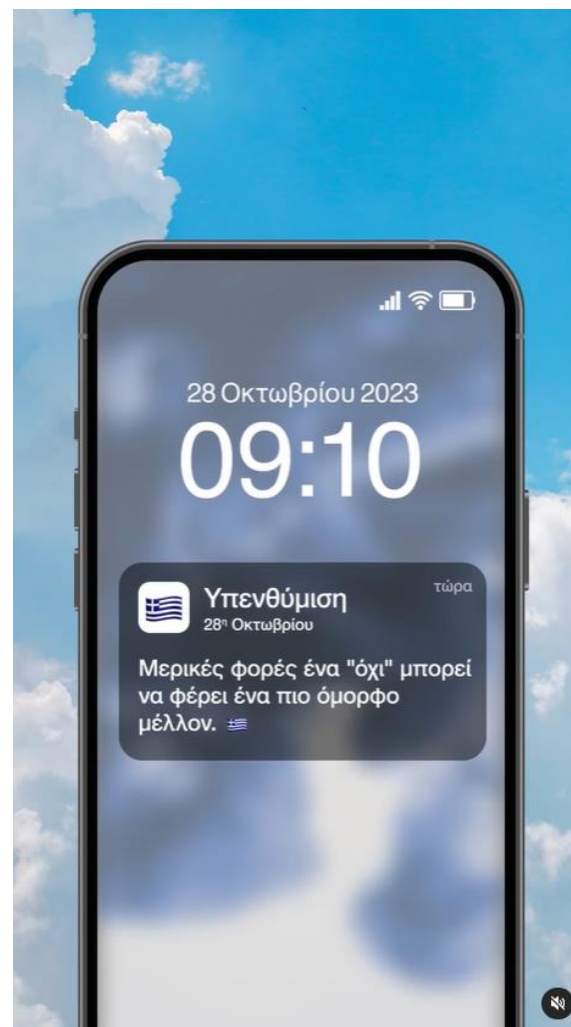 28 Οκτωβρίου 2023
09:10
Υπενθύμιση
τώρα
28η Οκτωβρίου
Μερικές φορές ένα "όχι" μπορεί
να φέρει ένα πιο όμορφο
μέλλον. 🇬🇷